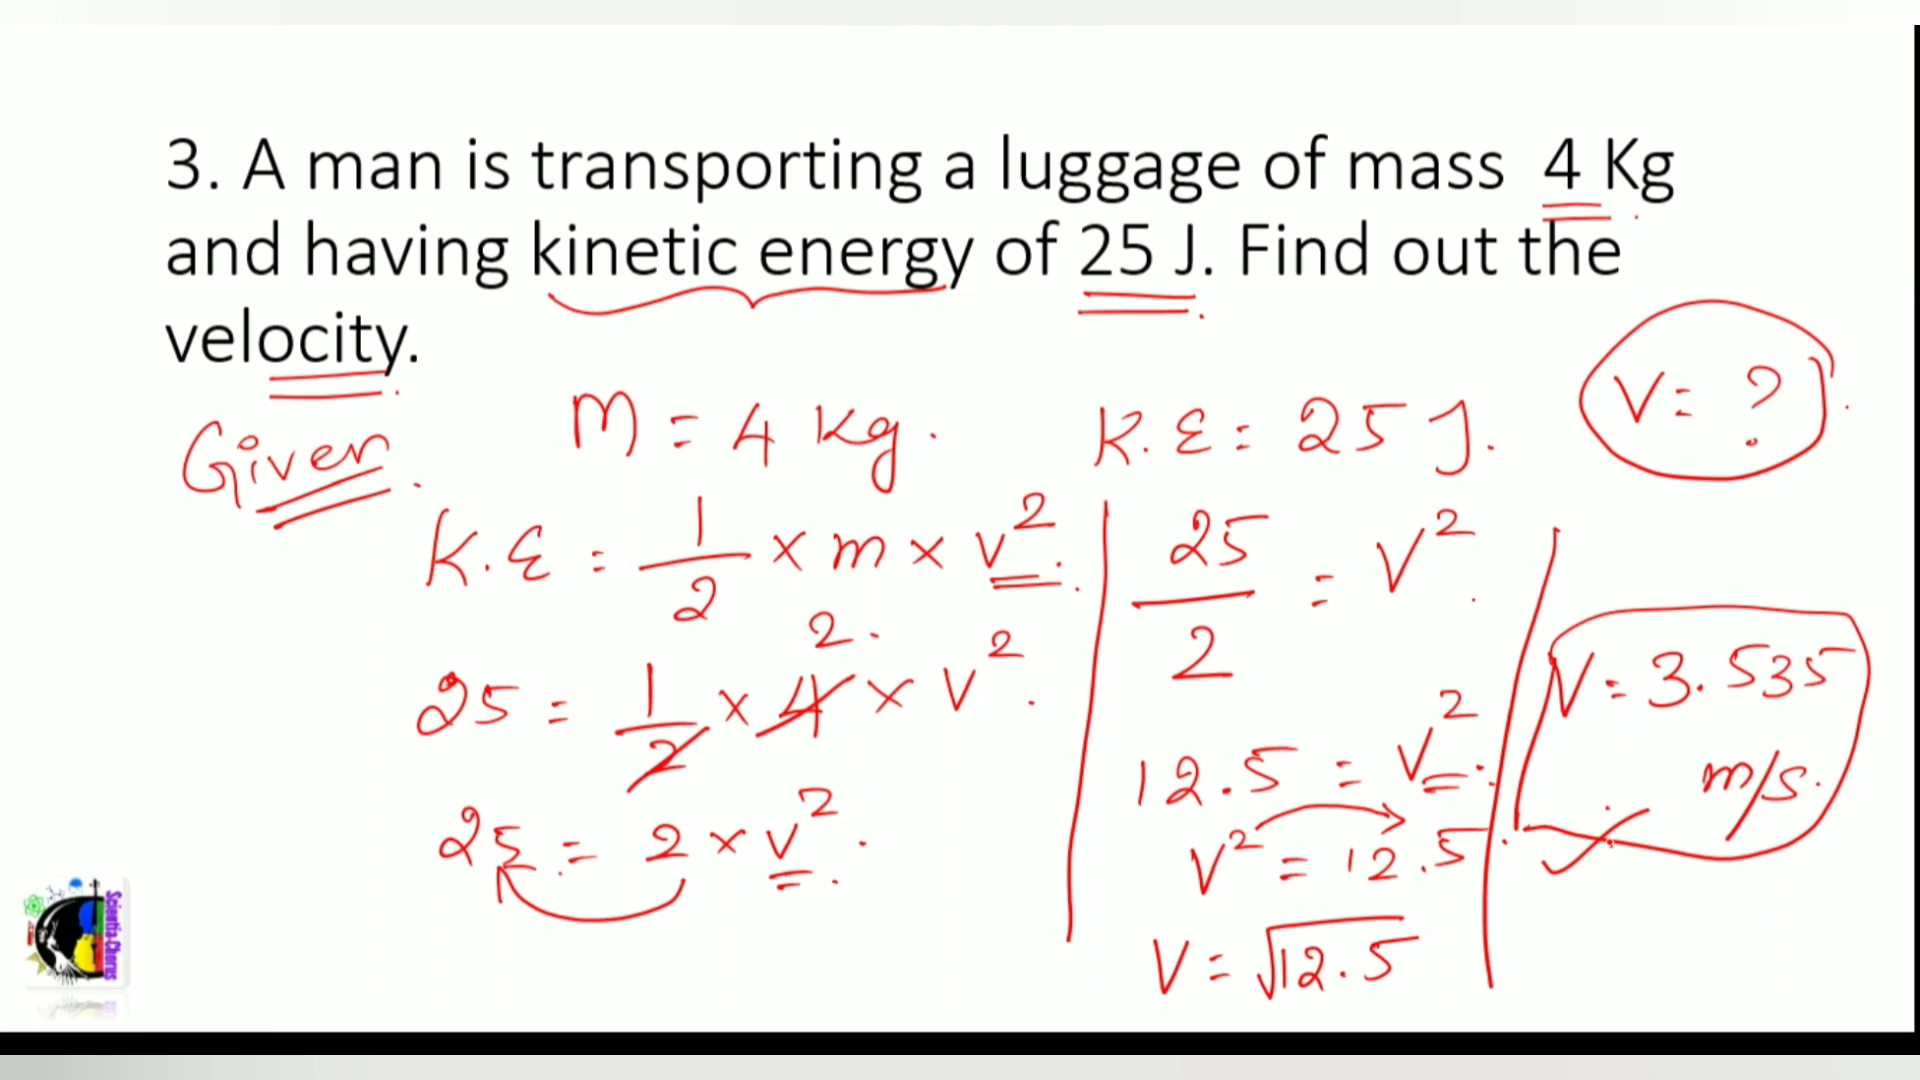 3. A man is transporting a luggage of mass 4 Kg
and having kinetic energy of 25 J. Find out the
velocity.
V = ?
Given
M = 4 Kg.
K.E = 25 J.
K.E = 1/2 × m × v².
25 = 1/2 × 4 × v².
2.
25 = 2 × v².
25/2 = V²
12.5 = V².
V² = 12.5
V = √12.5
V = 3.535
m/s.
Scientia Chorus